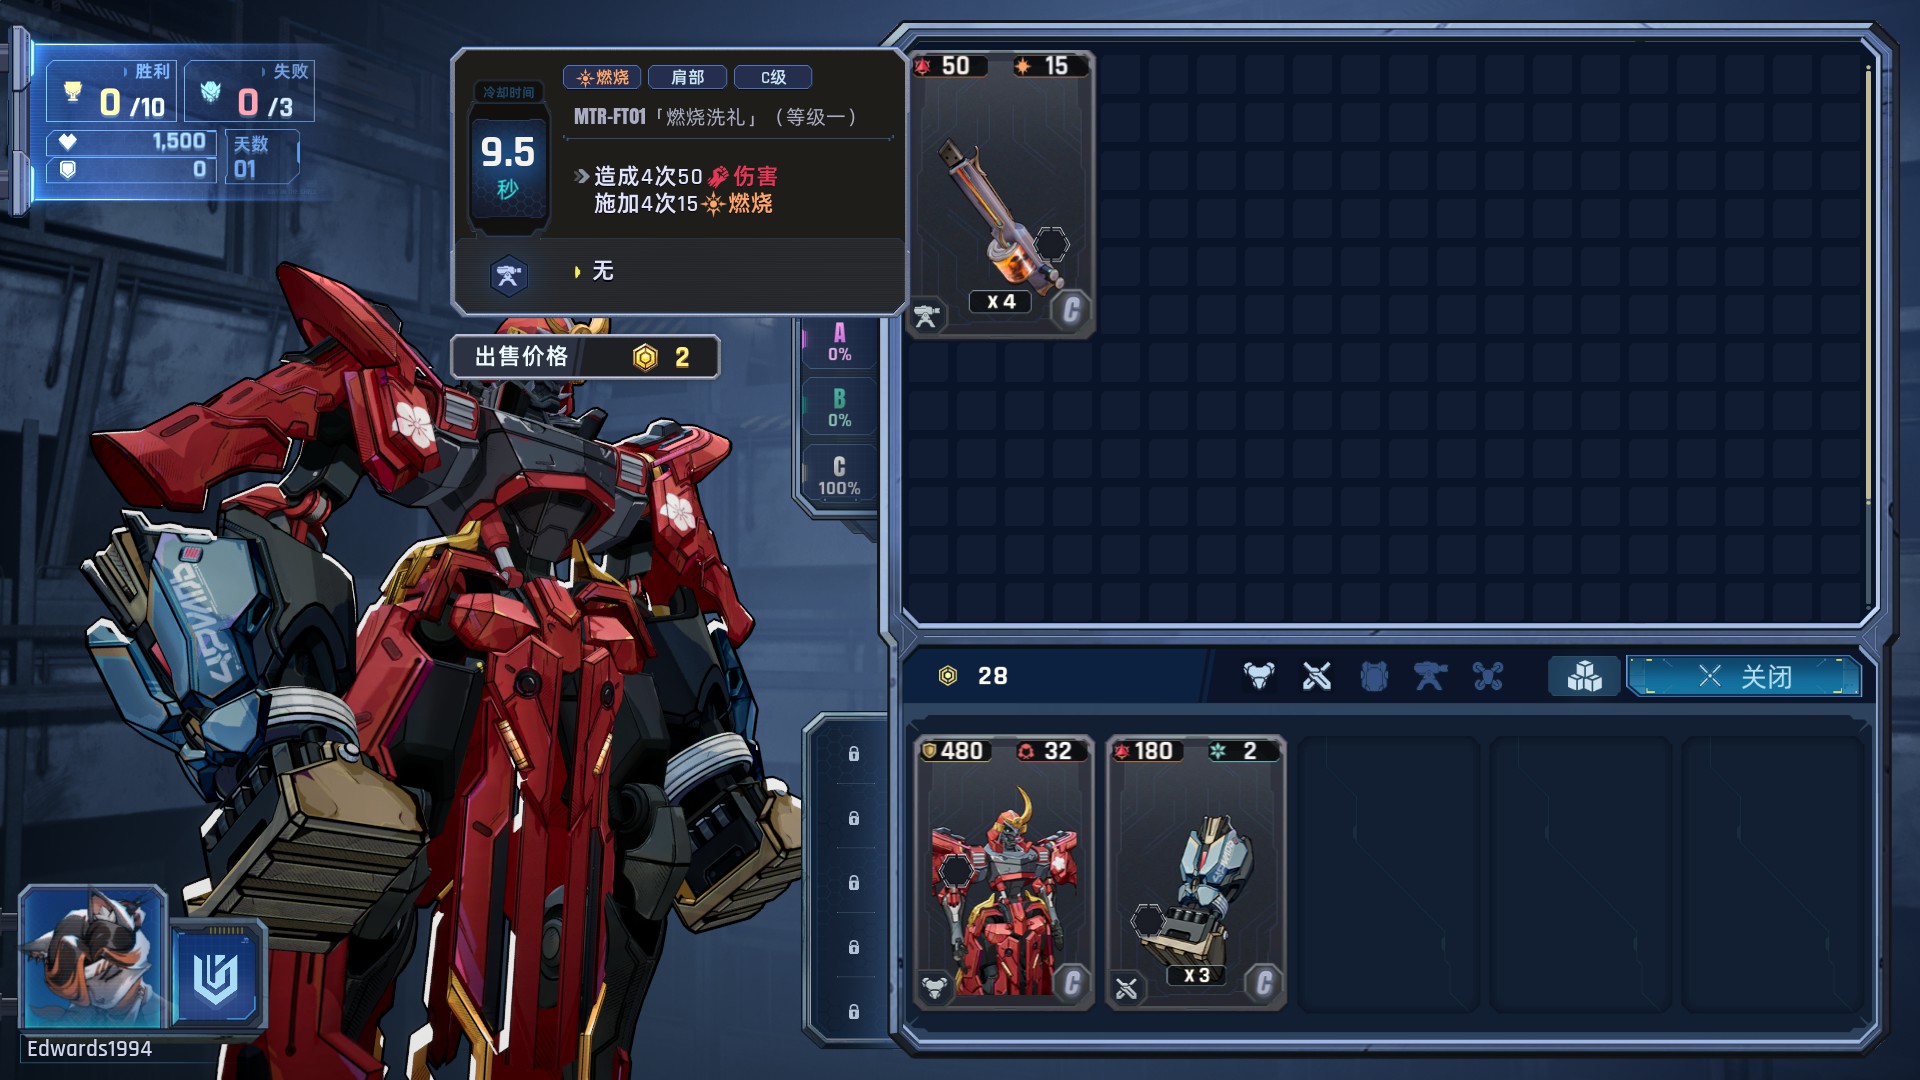 胜利
0/10
失败
0/3
1,500
0
天数
01
冷却时间
9.5
秒
燃烧
肩部
C级
MTR-FT01「燃烧洗礼」（等级一）
造成4次50伤害
施加4次15燃烧
无
出售价格
2
A
0%
B
0%
C
100%
50
15
x4
C
28
关闭
480
32
C
180
2
x3
C
Edwards1994